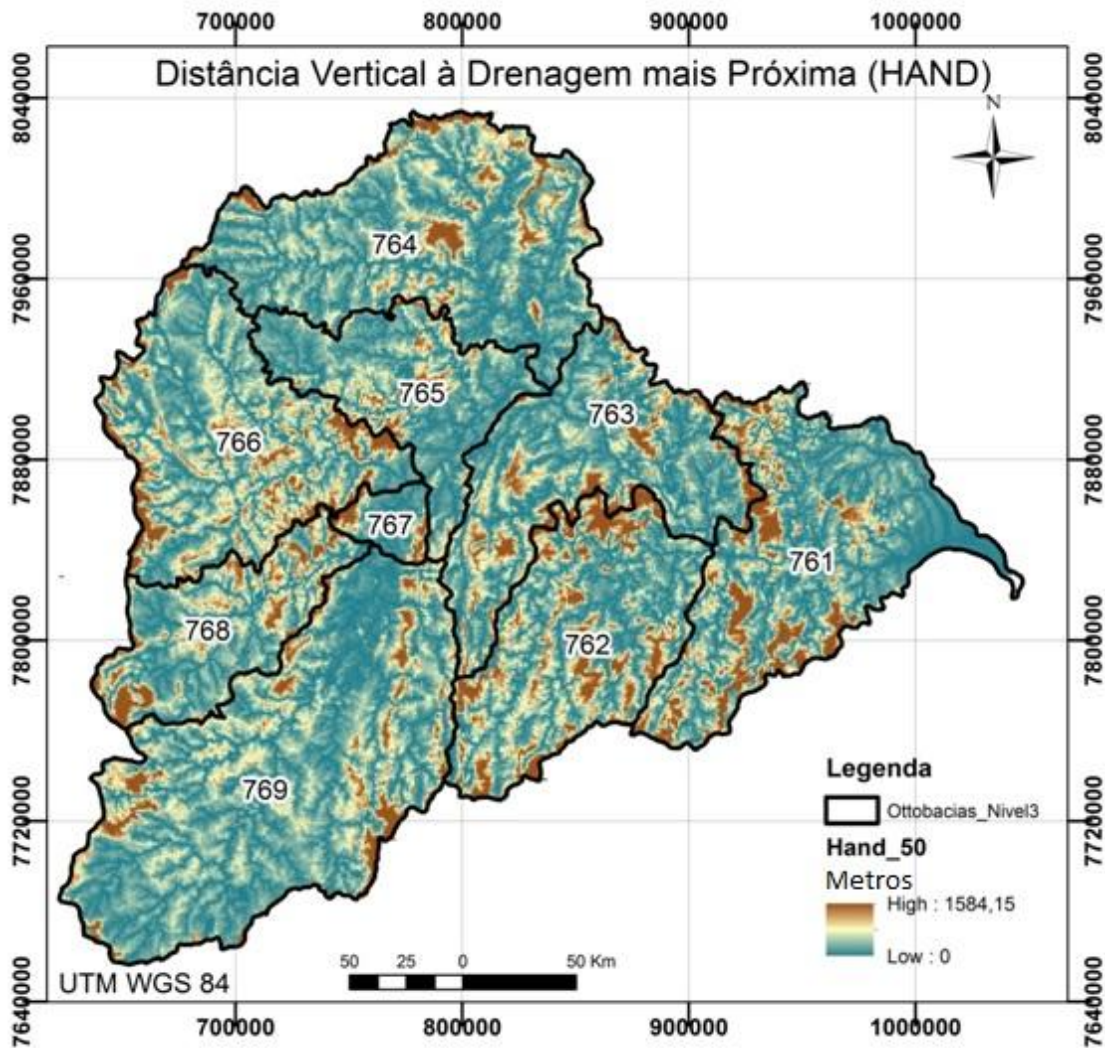 700000 800000 900000 1000000
Distância Vertical à Drenagem mais Próxima (HAND)
8040000 8040000
N
764
7960000 7960000
765
763
766
7880000 7880000
767
761
768
762
7800000 7800000
769
Legenda
Ottobacias_Nivel3
7720000 7720000
Hand_50
Metros
High : 1584,15
Low : 0
50 25 0 50 Km
UTM WGS 84
7640000 7640000
700000 800000 900000 1000000